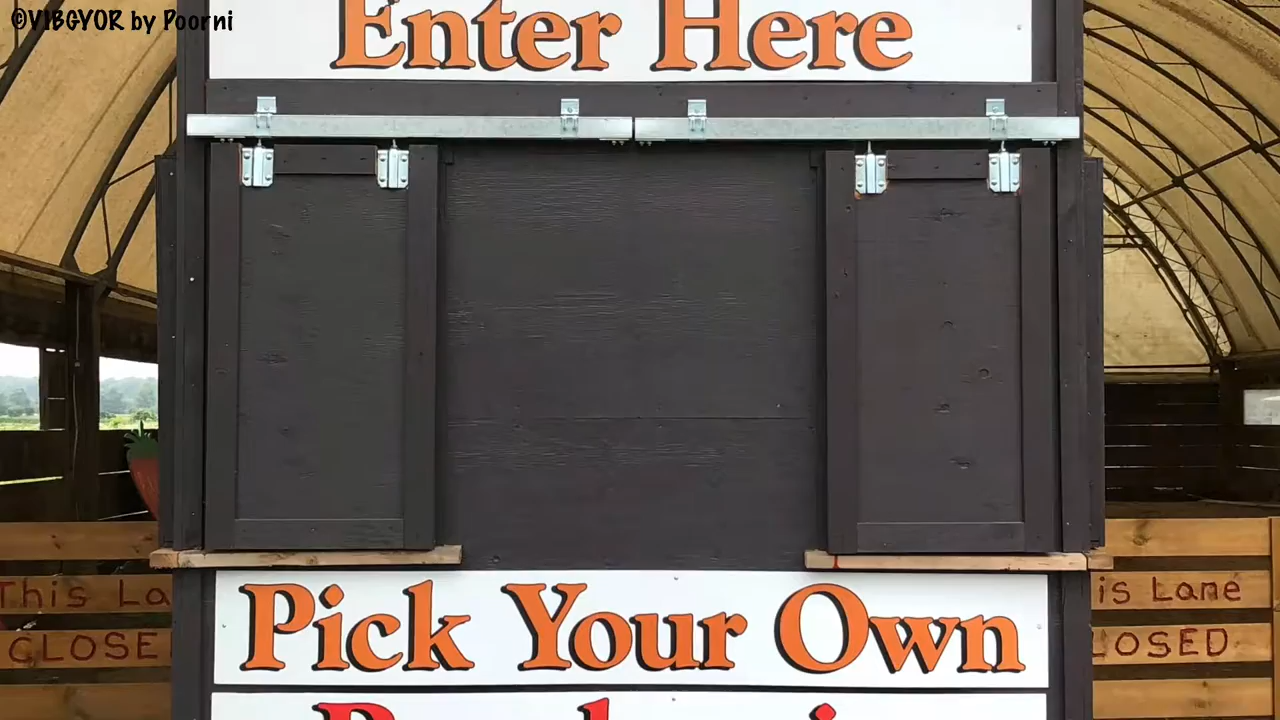 ©VIBGYOR by Poorni
Enter Here
Pick Your Own
This La
CLOSE
is Lane
LOSED